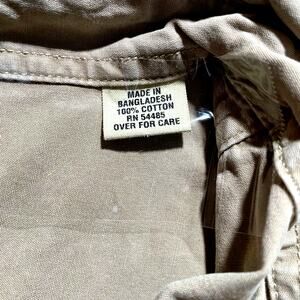 MADE IN
BANGLADESH
100% COTTON
RN 54485
OVER FOR CARE